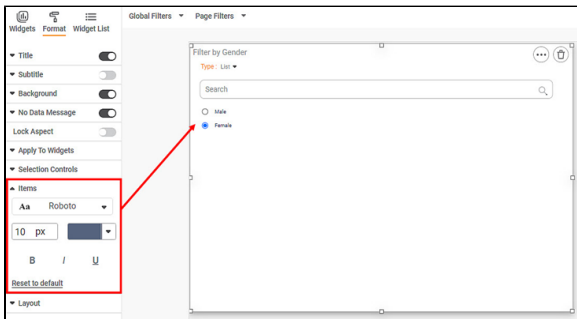 Widgets Format Widget List
Global Filters Page Filters
Title
Subtitle
Background
No Data Message
Lock Aspect
Apply To Widgets
Selection Controls
Items
Aa Roboto
10 px
B I U
Reset to default
Layout
Filter by Gender
Type : List
Search
Male
Female